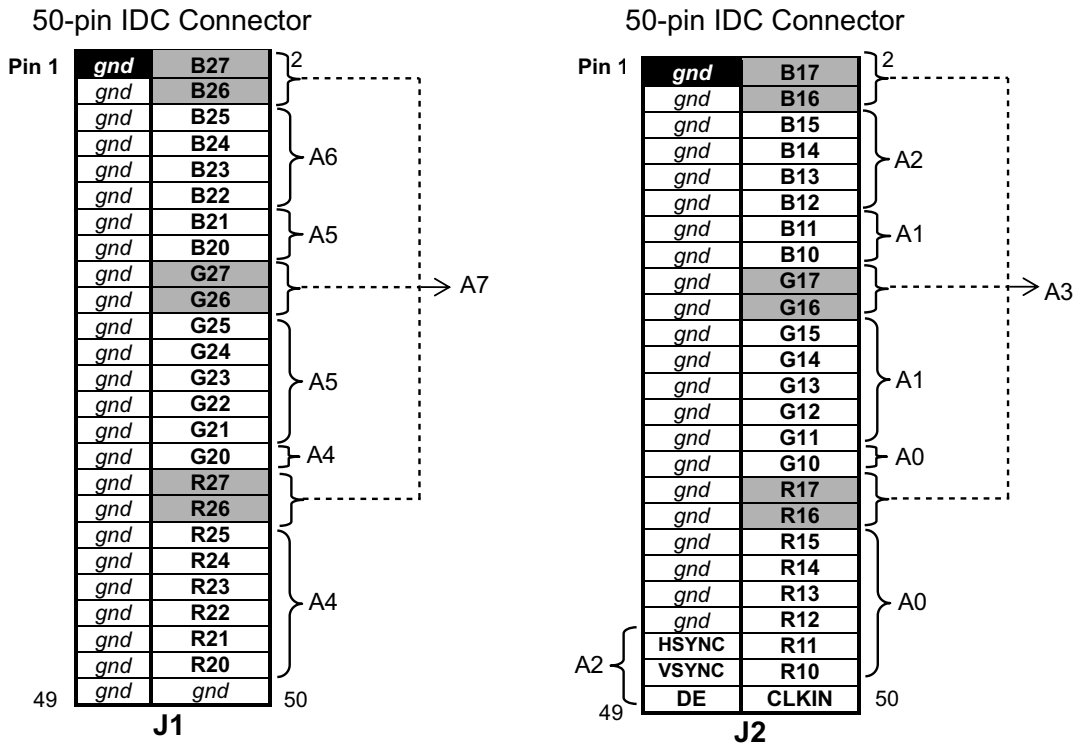 50-pin IDC Connector
Pin 1 gnd B27 2
gnd B26
gnd B25
gnd B24
A6
gnd B23
gnd B22
gnd B21
A5
gnd B20
gnd G27
A7
gnd G26
gnd G25
gnd G24
gnd G23
A5
gnd G22
gnd G21
gnd G20 A4
gnd R27
gnd R26
gnd R25
gnd R24
gnd R23
A4
gnd R22
gnd R21
gnd R20
49 gnd gnd 50
J1
50-pin IDC Connector
Pin 1 gnd B17 2
gnd B16
gnd B15
gnd B14
A2
gnd B13
gnd B12
gnd B11
A1
gnd B10
gnd G17
A3
gnd G16
gnd G15
gnd G14
gnd G13
A1
gnd G12
gnd G11
gnd G10 A0
gnd R17
gnd R16
gnd R15
gnd R14
gnd R13
A0
gnd R12
HSYNC R11
A2
VSYNC R10
49 DE CLKIN 50
J2